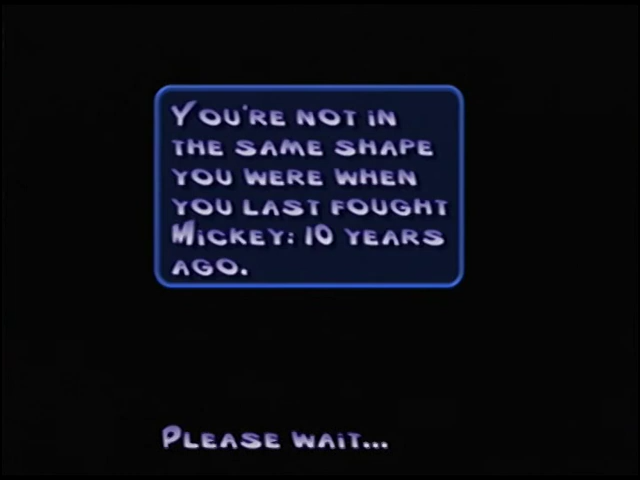 You're not in
the same shape
you were when
you last fought
Mickey: 10 years
ago.
Please wait...